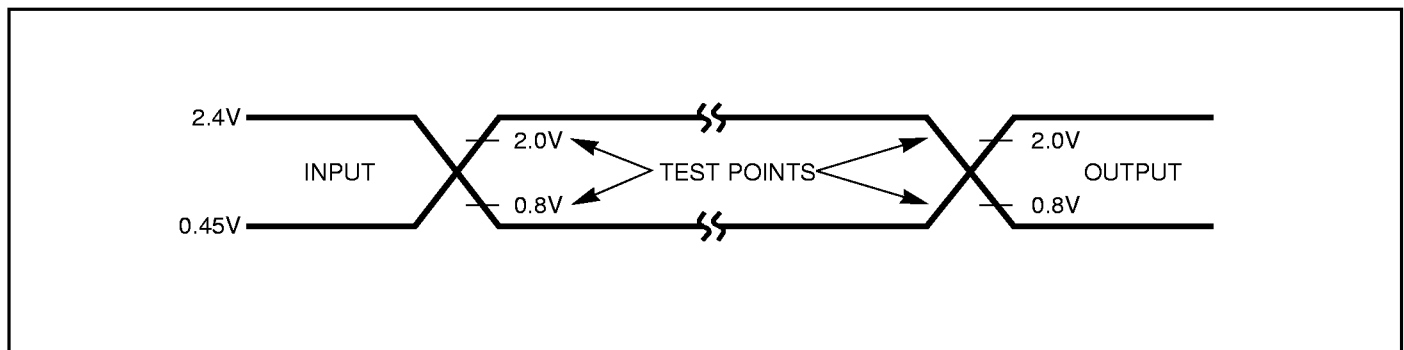 2.4V
2.0V
2.0V
INPUT
TEST POINTS
OUTPUT
0.8V
0.8V
0.45V